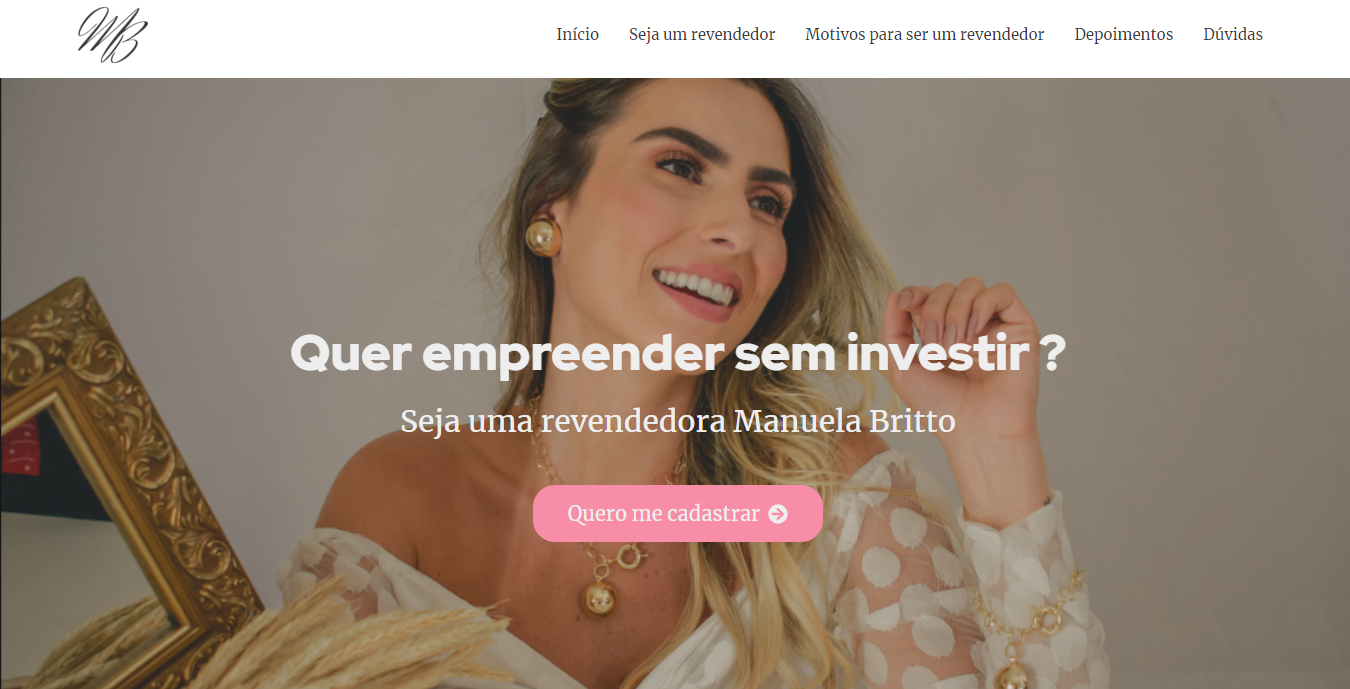 MB
Início Seja um revendedor Motivos para ser um revendedor Depoimentos Dúvidas
Quer empreender sem investir ?
Seja uma revendedora Manuela Britto
Quero me cadastrar